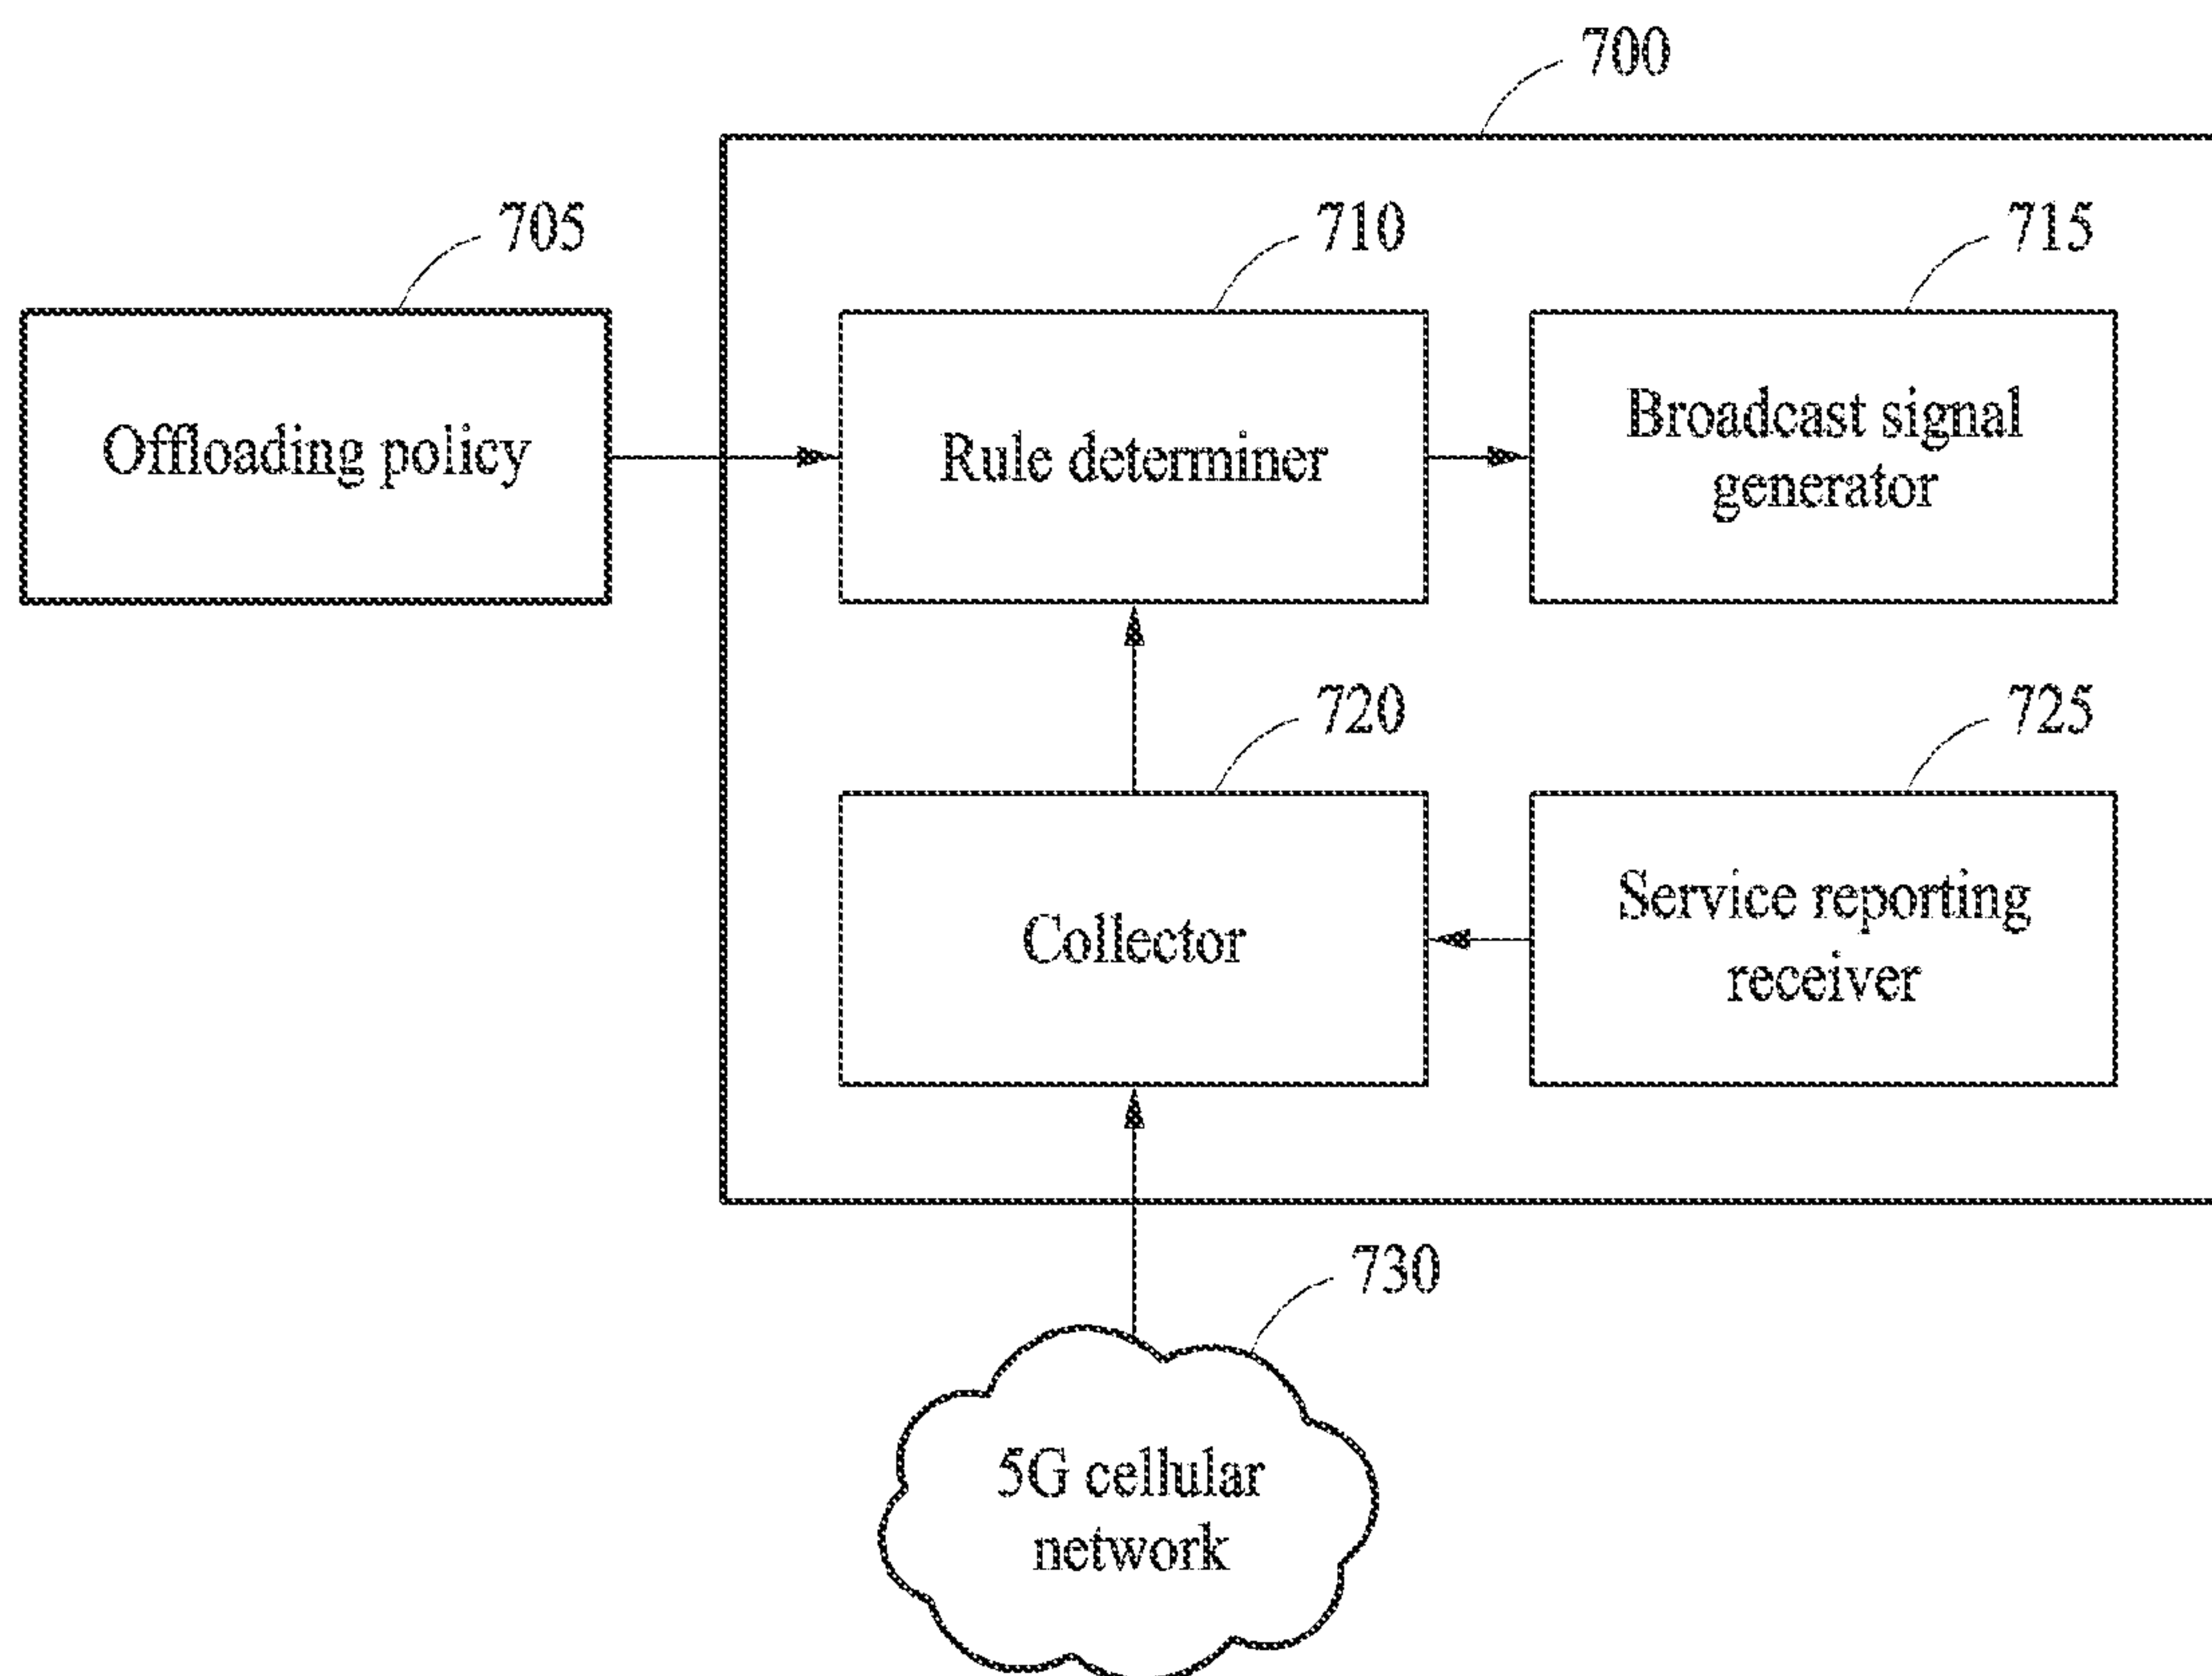 700
705
710
715
Offloading policy
Rule determiner
Broadcast signal
generator
720
725
Collector
Service reporting
receiver
730
5G cellular
network